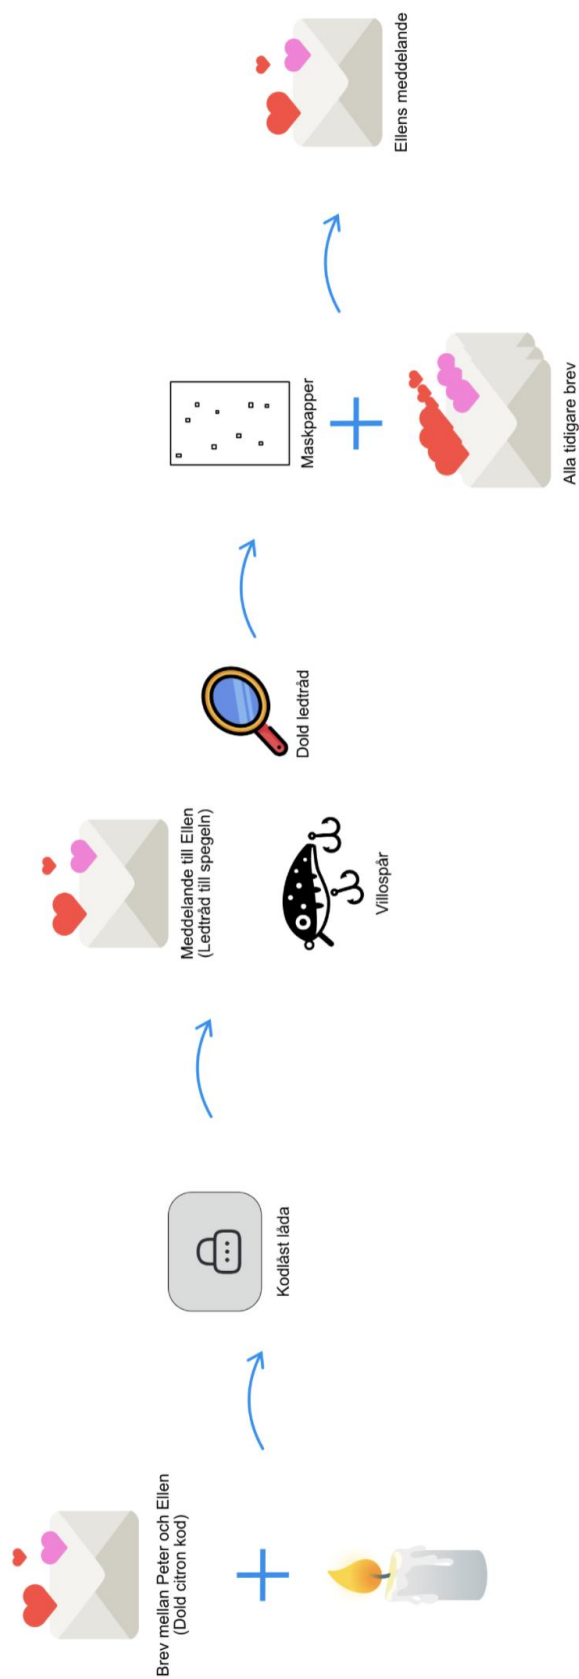 Brev mellan Peter och Ellen
(Dold citron kod)
Kodlåst låda
Meddelande till Ellen
(Ledtråd till spegeln)
Villospår
Dold ledtråd
Maskpapper
Alla tidigare brev
Ellens meddelande